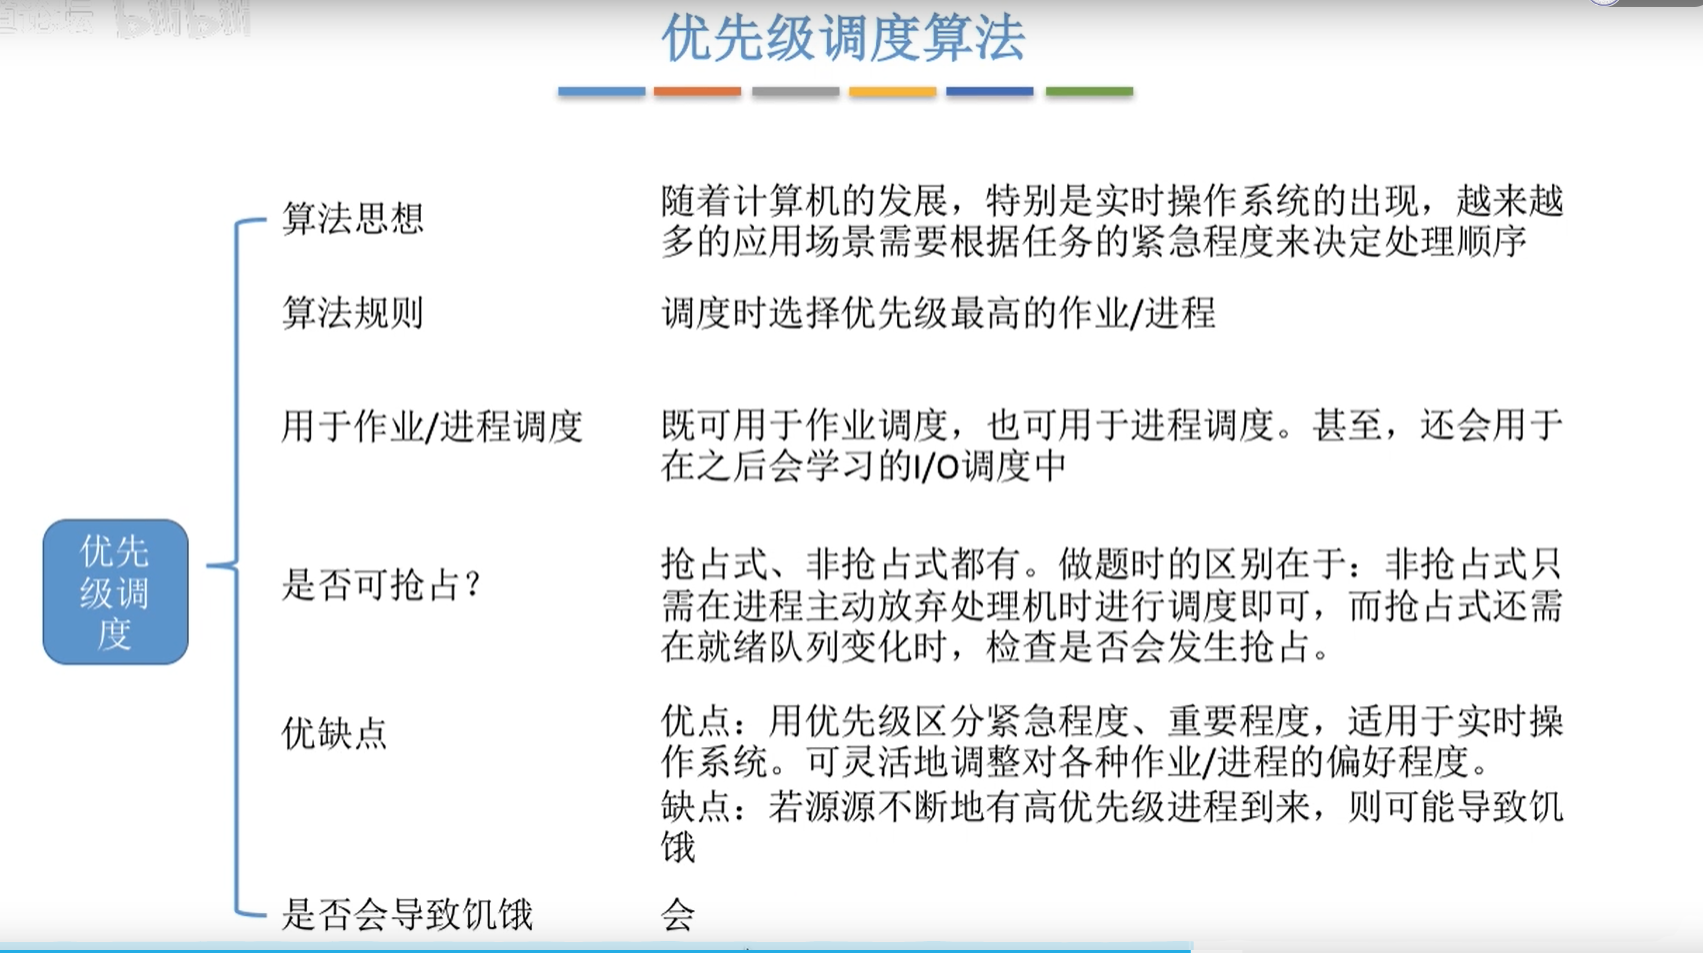 优先级调度算法
算法思想
随着计算机的发展，特别是实时操作系统的出现，越来越
多的应用场景需要根据任务的紧急程度来决定处理顺序
算法规则
调度时选择优先级最高的作业/进程
用于作业/进程调度
既可用于作业调度，也可用于进程调度。甚至，还会用于
在之后会学习的I/O调度中
优先
级调
度
是否可抢占？
抢占式、非抢占式都有。做题时的区别在于：非抢占式只
需在进程主动放弃处理机时进行调度即可，而抢占式还需
在就绪队列变化时，检查是否会发生抢占。
优缺点
优点：用优先级区分紧急程度、重要程度，适用于实时操
作系统。可灵活地调整对各种作业/进程的偏好程度。
缺点：若源源不断地有高优先级进程到来，则可能导致饥
饿
是否会导致饥饿
会
bilibili